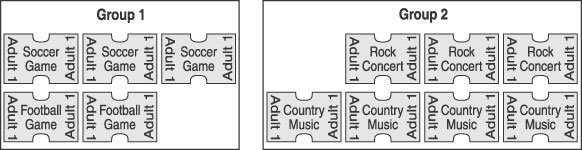 Group 1
Adult 1
Soccer
Game
Adult 1
Adult 1
Soccer
Game
Adult 1
Adult 1
Soccer
Game
Adult 1
Adult 1
Football
Game
Adult 1
Adult 1
Football
Game
Adult 1
Group 2
Adult 1
Rock
Concert
Adult 1
Adult 1
Rock
Concert
Adult 1
Adult 1
Rock
Concert
Adult 1
Adult 1
Country
Music
Adult 1
Adult 1
Country
Music
Adult 1
Adult 1
Country
Music
Adult 1
Adult 1
Country
Music
Adult 1